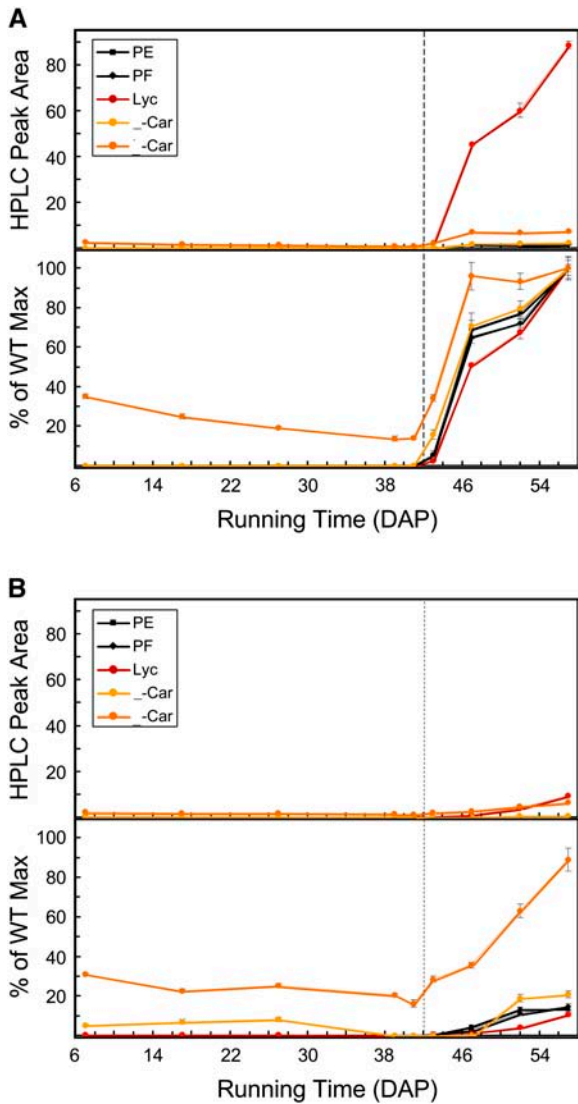 A
HPLC Peak Area
80
60
40
20
PE
PF
Lyc
_-Car
_-Car
% of WT Max
100
80
60
40
20
6 14 22 30 38 46 54
Running Time (DAP)
B
HPLC Peak Area
80
60
40
20
PE
PF
Lyc
_-Car
_-Car
% of WT Max
100
80
60
40
20
6 14 22 30 38 46 54
Running Time (DAP)